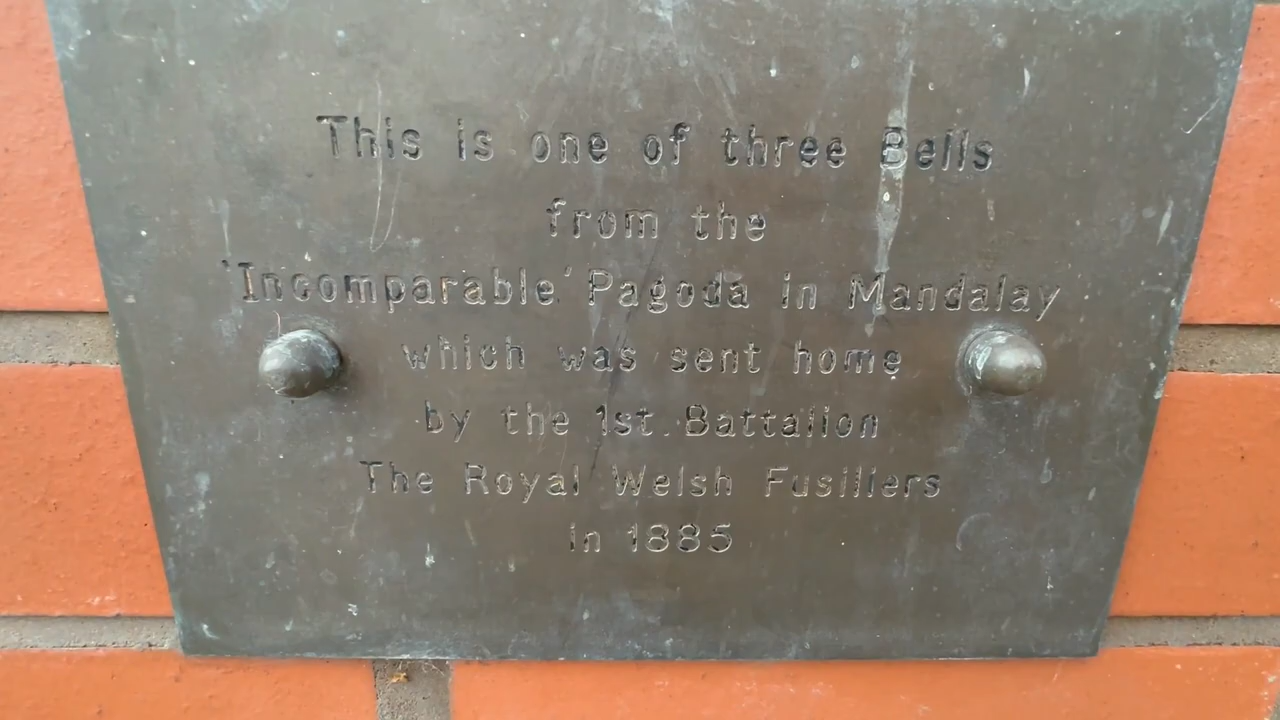 This is one of three Bells
from the
'Incomparable' Pagoda in Mandalay
which was sent home
by the 1st. Battalion
The Royal Welsh Fusiliers
in 1885